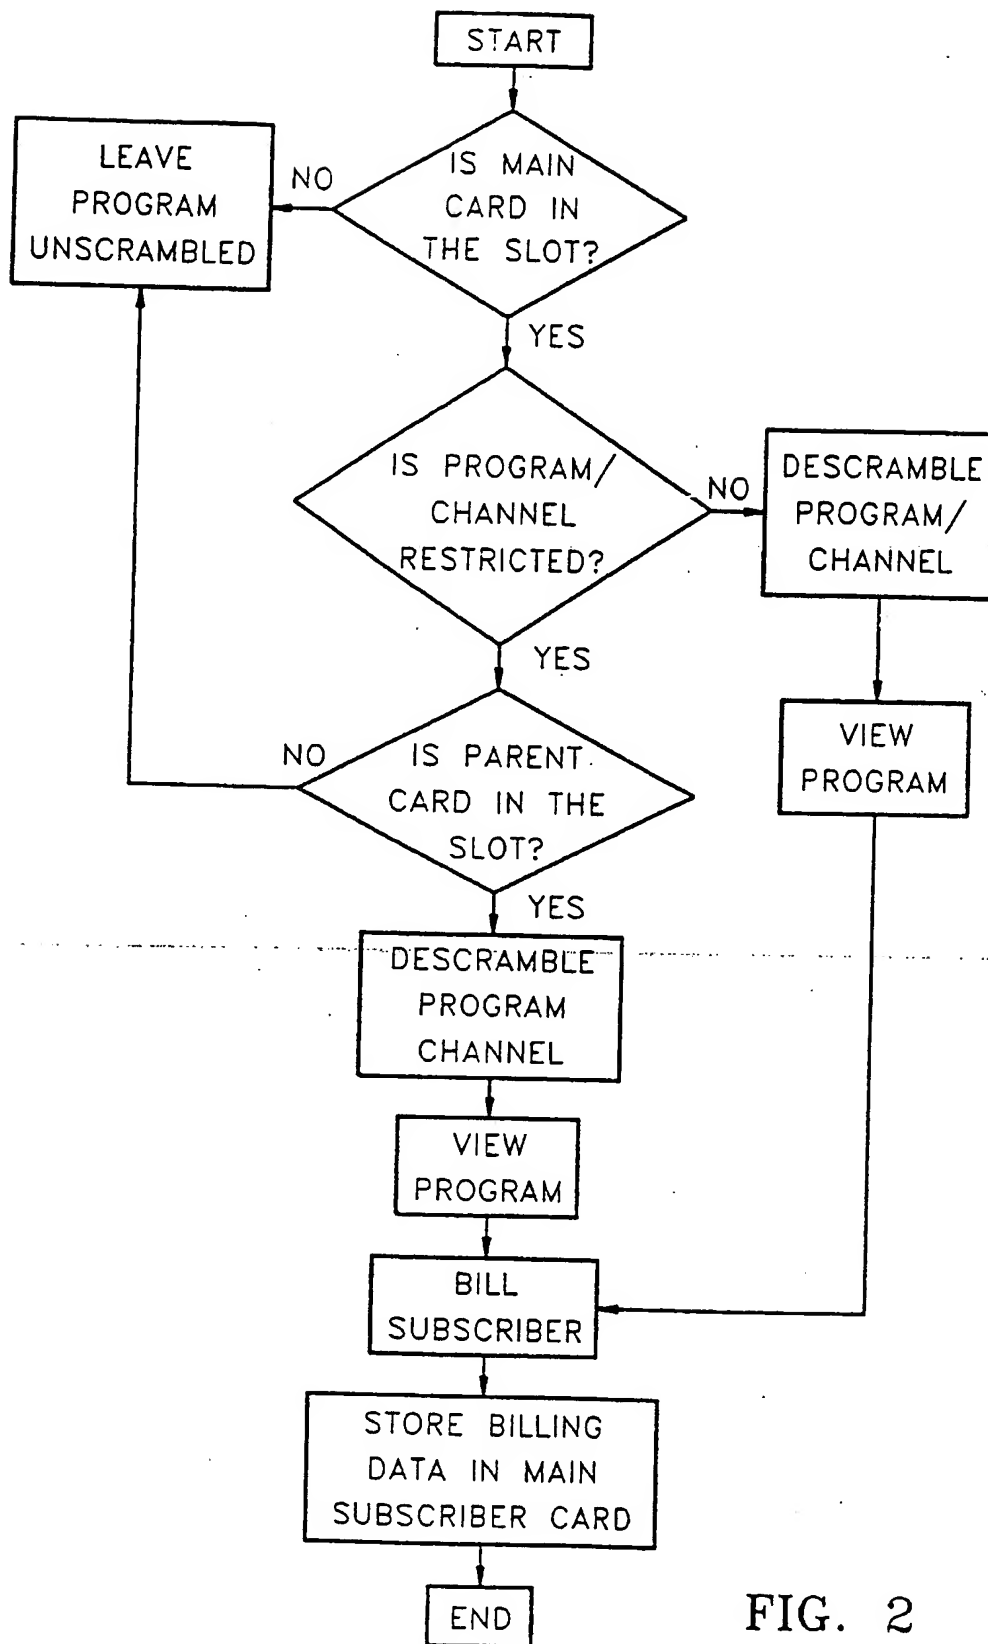 START
LEAVE
PROGRAM
UNSCRAMBLED
NO
IS MAIN
CARD IN
THE SLOT?
YES
IS PROGRAM/
CHANNEL
RESTRICTED?
NO
DESCRAMBLE
PROGRAM/
CHANNEL
YES
VIEW
PROGRAM
NO
IS PARENT
CARD IN THE
SLOT?
YES
DESCRAMBLE
PROGRAM
CHANNEL
VIEW
PROGRAM
BILL
SUBSCRIBER
STORE BILLING
DATA IN MAIN
SUBSCRIBER CARD
END
FIG. 2